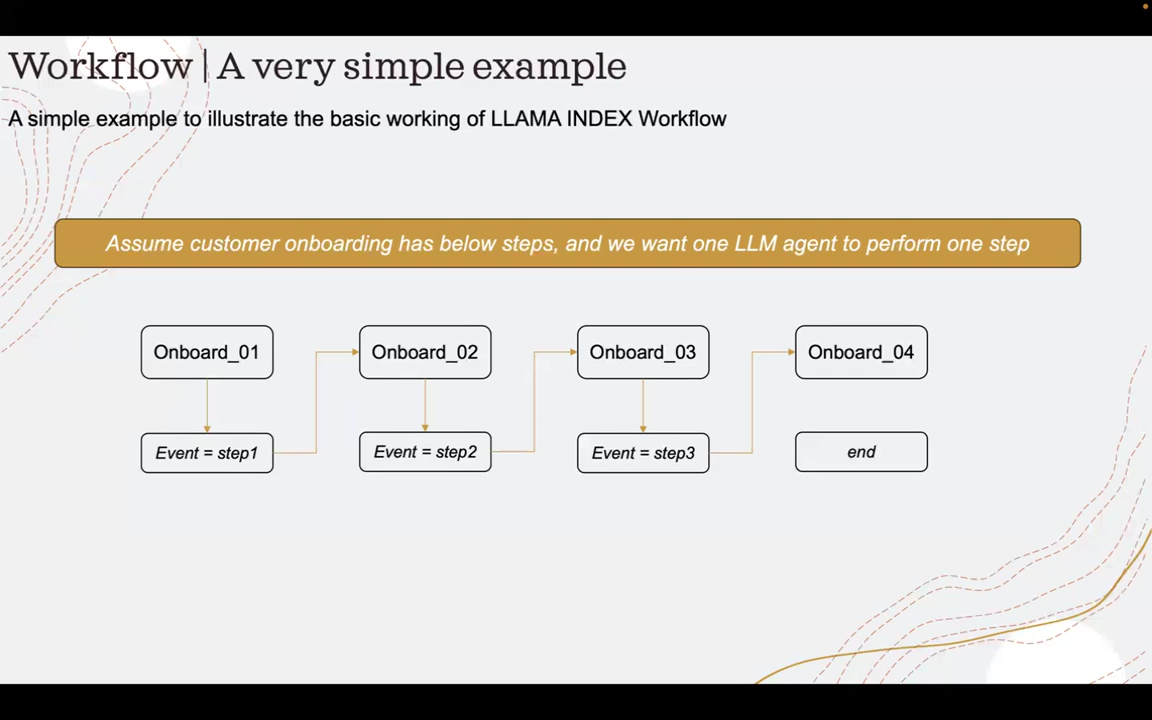 Workflow | A very simple example
A simple example to illustrate the basic working of LLAMA INDEX Workflow
Assume customer onboarding has below steps, and we want one LLM agent to perform one step
Onboard_01
Onboard_02
Onboard_03
Onboard_04
Event = step1
Event = step2
Event = step3
end